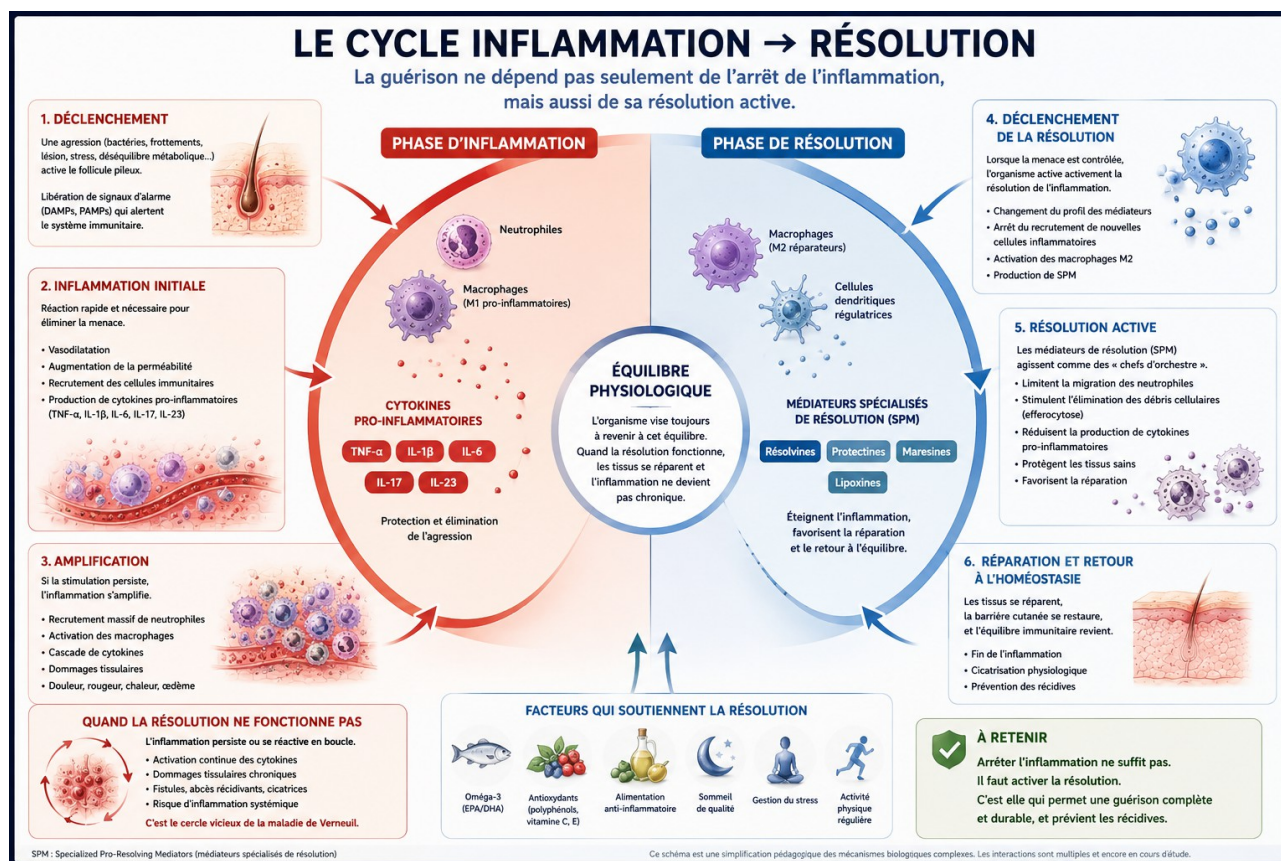 LE CYCLE INFLAMMATION → RÉSOLUTION
La guérison ne dépend pas seulement de l'arrêt de l'inflammation,
mais aussi de sa résolution active.
1. DÉCLENCHEMENT
Une agression (bactéries, frottements,
lésion, stress, déséquilibre métabolique...)
active le follicule pileux.
Libération de signaux d'alarme
(DAMPs, PAMPs) qui alertent
le système immunitaire.
2. INFLAMMATION INITIALE
Réaction rapide et nécessaire pour
éliminer la menace.
• Vasodilatation
• Augmentation de la perméabilité
• Recrutement des cellules immunitaires
• Production de cytokines pro-inflammatoires
(TNF-α, IL-1β, IL-6, IL-17, IL-23)
3. AMPLIFICATION
Si la stimulation persiste,
l'inflammation s'amplifie.
• Recrutement massif de neutrophiles
• Activation des macrophages
• Cascade de cytokines
• Dommages tissulaires
• Douleur, rougeur, chaleur, œdème
PHASE D'INFLAMMATION
Neutrophiles
Macrophages
(M1 pro-inflammatoires)
CYTOKINES
PRO-INFLAMMATOIRES
TNF-α IL-1β IL-6
IL-17 IL-23
Protection et élimination
de l'agression
ÉQUILIBRE
PHYSIOLOGIQUE
L'organisme vise toujours
à revenir à cet équilibre.
Quand la résolution fonctionne,
les tissus se réparent et
l'inflammation ne devient
pas chronique.
PHASE DE RÉSOLUTION
Macrophages
(M2 réparateurs)
Cellules
dendritiques
régulatrices
MÉDIATEURS SPÉCIALISÉS
DE RÉSOLUTION (SPM)
Résolvines Protectines Maresines
Lipoxines
Éteignent l'inflammation,
favorisent la réparation
et le retour à l'équilibre.
4. DÉCLENCHEMENT
DE LA RÉSOLUTION
Lorsque la menace est contrôlée,
l'organisme active activement la
résolution de l'inflammation.
• Changement du profil des médiateurs
• Arrêt du recrutement de nouvelles
cellules inflammatoires
• Activation des macrophages M2
• Production de SPM
5. RÉSOLUTION ACTIVE
Les médiateurs de résolution (SPM)
agissent comme des « chefs d'orchestre ».
• Limitent la migration des neutrophiles
• Stimulent l'élimination des débris cellulaires
(efferocytose)
• Réduisent la production de cytokines
pro-inflammatoires
• Protègent les tissus sains
• Favorisent la réparation
6. RÉPARATION ET RETOUR
À L'HOMÉOSTASIE
Les tissus se réparent,
la barrière cutanée se restaure,
et l'équilibre immunitaire revient.
• Fin de l'inflammation
• Cicatrisation physiologique
• Prévention des récidives
QUAND LA RÉSOLUTION NE FONCTIONNE PAS
L'inflammation persiste ou se réactive en boucle.
• Activation continue des cytokines
• Dommages tissulaires chroniques
• Fistules, abcès récidivants, cicatrices
• Risque d'inflammation systémique
C'est le cercle vicieux de la maladie de Verneuil.
FACTEURS QUI SOUTIENNENT LA RÉSOLUTION
Oméga-3
(EPA/DHA)
Antioxydants
(polyphénols,
vitamine C, E)
Alimentation
anti-inflammatoire
Sommeil
de qualité
Gestion du stress
Activité
physique
régulière
À RETENIR
Arrêter l'inflammation ne suffit pas.
Il faut activer la résolution.
C'est elle qui permet une guérison complète
et durable, et prévient les récidives.
SPM : Specialized Pro-Resolving Mediators (médiateurs spécialisés de résolution)
Ce schéma est une simplification pédagogique des mécanismes biologiques complexes. Les interactions sont multiples et encore en cours d'étude.